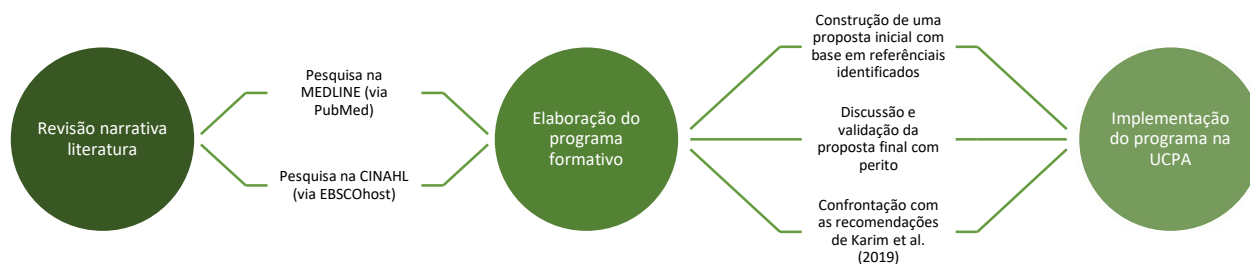 Revisão narrativa
literatura
Pesquisa na
MEDLINE (via
PubMed)
Pesquisa na CINAHL
(via EBSCOhost)
Elaboração do
programa
formativo
Construção de uma
proposta inicial com
base em referênciais
identificados
Discussão e
validação da
proposta final com
perito
Confrontação com
as recomendações
de Karim et al.
(2019)
Implementação
do programa na
UCPA